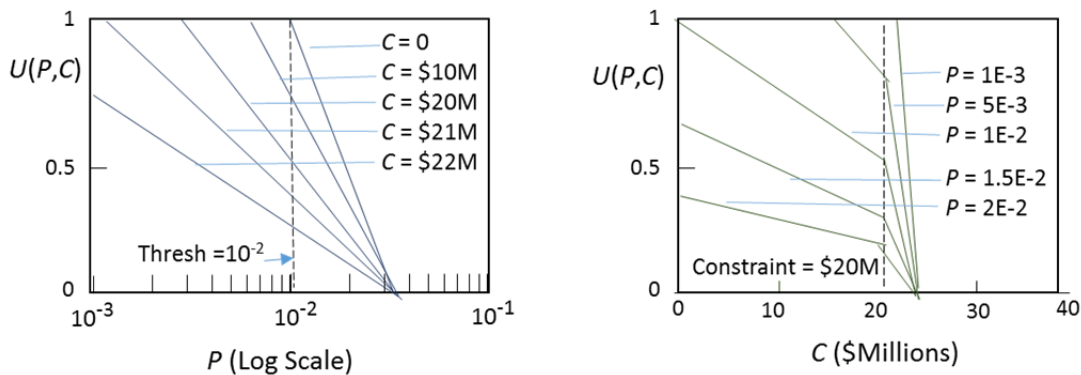 1
U(P,C)
0.5
0
C = 0
C = $10M
C = $20M
C = $21M
C = $22M
Thresh =10-2
10-3
10-2
10-1
P (Log Scale)
1
U(P,C)
0.5
0
P = 1E-3
P = 5E-3
P = 1E-2
P = 1.5E-2
P = 2E-2
Constraint = $20M
0 10 20 30 40
C ($Millions)